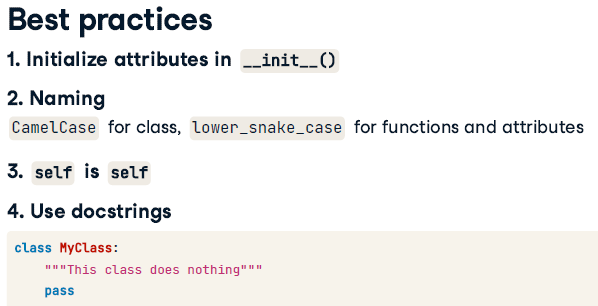 Best practices
1. Initialize attributes in __init__()
2. Naming
CamelCase for class, lower_snake_case for functions and attributes
3. self is self
4. Use docstrings
class MyClass:
    """This class does nothing"""
    pass